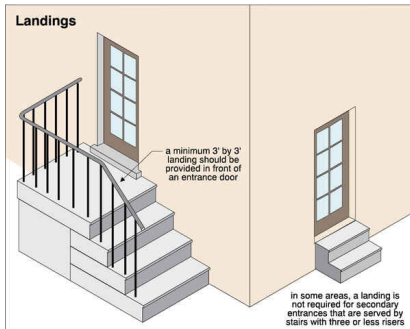 Landings
a minimum 3' by 3'
landing should be
provided in front of
an entrance door
in some areas, a landing is
not required for secondary
entrances that are served by
stairs with three or less risers